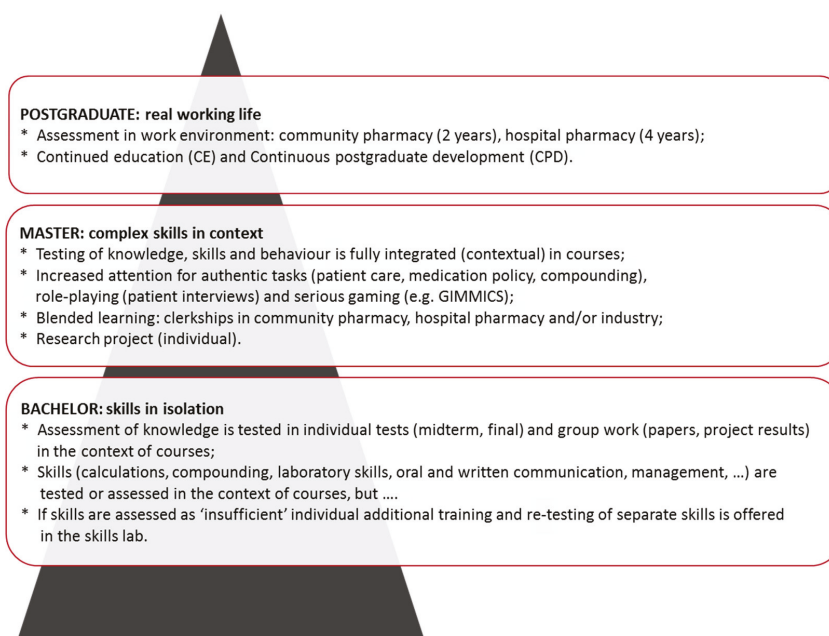 POSTGRADUATE: real working life
* Assessment in work environment: community pharmacy (2 years), hospital pharmacy (4 years);
* Continued education (CE) and Continuous postgraduate development (CPD).
MASTER: complex skills in context
* Testing of knowledge, skills and behaviour is fully integrated (contextual) in courses;
* Increased attention for authentic tasks (patient care, medication policy, compounding),
role-playing (patient interviews) and serious gaming (e.g. GIMMICS);
* Blended learning: clerkships in community pharmacy, hospital pharmacy and/or industry;
* Research project (individual).
BACHELOR: skills in isolation
* Assessment of knowledge is tested in individual tests (midterm, final) and group work (papers, project results)
in the context of courses;
* Skills (calculations, compounding, laboratory skills, oral and written communication, management, …) are
tested or assessed in the context of courses, but ….
* If skills are assessed as ‘insufficient’ individual additional training and re-testing of separate skills is offered
in the skills lab.